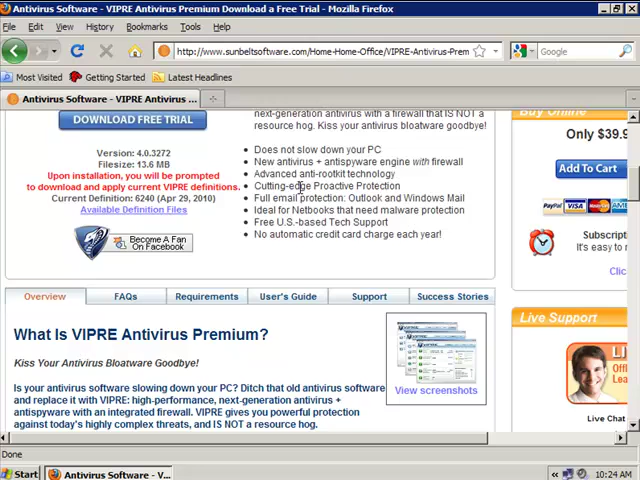 Antivirus Software - VIPRE Antivirus Premium Download a Free Trial - Mozilla Firefox
File Edit View History Bookmarks Tools Help
http://www.sunbeltsoftware.com/Home-Home-Office/VIPRE-Antivirus-Prem
Google
Most Visited Getting Started Latest Headlines
Antivirus Software - VIPRE Antivirus ...
DOWNLOAD FREE TRIAL
Version: 4.0.3272
Filesize: 13.6 MB
Upon installation, you will be prompted
to download and apply current VIPRE definitions.
Current Definition: 6240 (Apr 29, 2010)
Available Definition Files
Become A Fan
On Facebook
next-generation antivirus with a firewall that IS NOT a
resource hog. Kiss your antivirus bloatware goodbye!
Does not slow down your PC
New antivirus + antispyware engine with firewall
Advanced anti-rootkit technology
Cutting-edge Proactive Protection
Full email protection: Outlook and Windows Mail
Ideal for Netbooks that need malware protection
Free U.S.-based Tech Support
No automatic credit card charge each year!
Buy Online
Only $39.9
Add To Cart
PayPal VISA
Subscripti
It's easy to r
Clic
Overview FAQs Requirements User's Guide Support Success Stories
What Is VIPRE Antivirus Premium?
Kiss Your Antivirus Bloatware Goodbye!
Is your antivirus software slowing down your PC? Ditch that old antivirus software
and replace it with VIPRE: high-performance, next-generation antivirus +
antispyware with an integrated firewall. VIPRE gives you powerful protection
against today's highly complex threats, and IS NOT a resource hog.
View screenshots
Live Support
LI
Offi
Lea
Live Chat
Done
Start
Antivirus Software - V...
10:24 AM